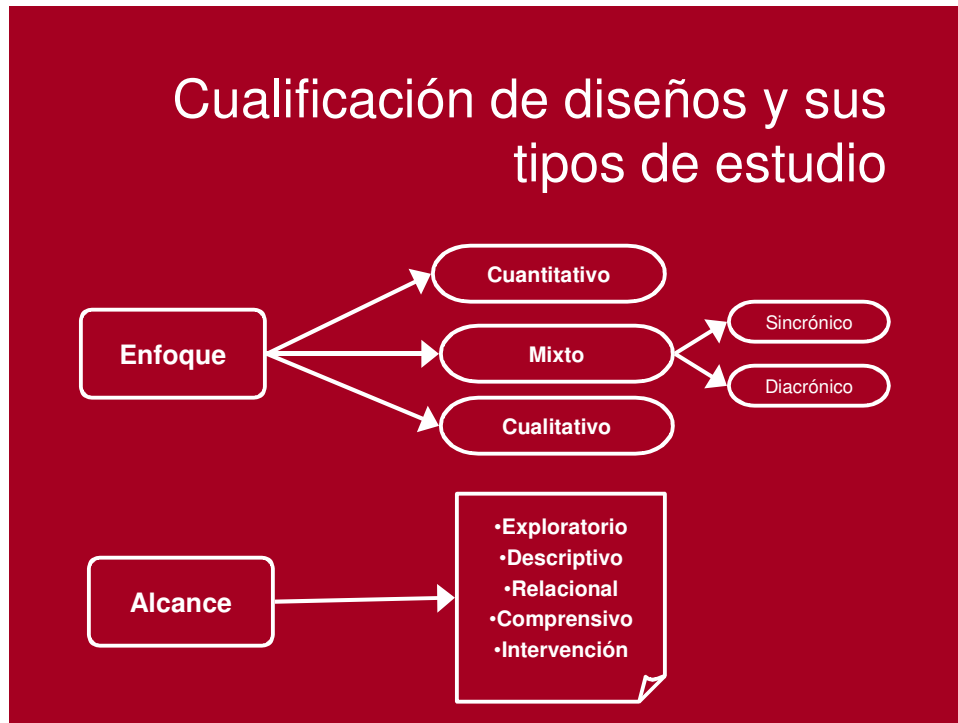 Cualificación de diseños y sus
tipos de estudio
Enfoque
Cuantitativo
Mixto
Cualitativo
Sincrónico
Diacrónico
Alcance
•Exploratorio
•Descriptivo
•Relacional
•Comprensivo
•Intervención